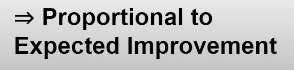 ⇒ Proportional to
Expected Improvement